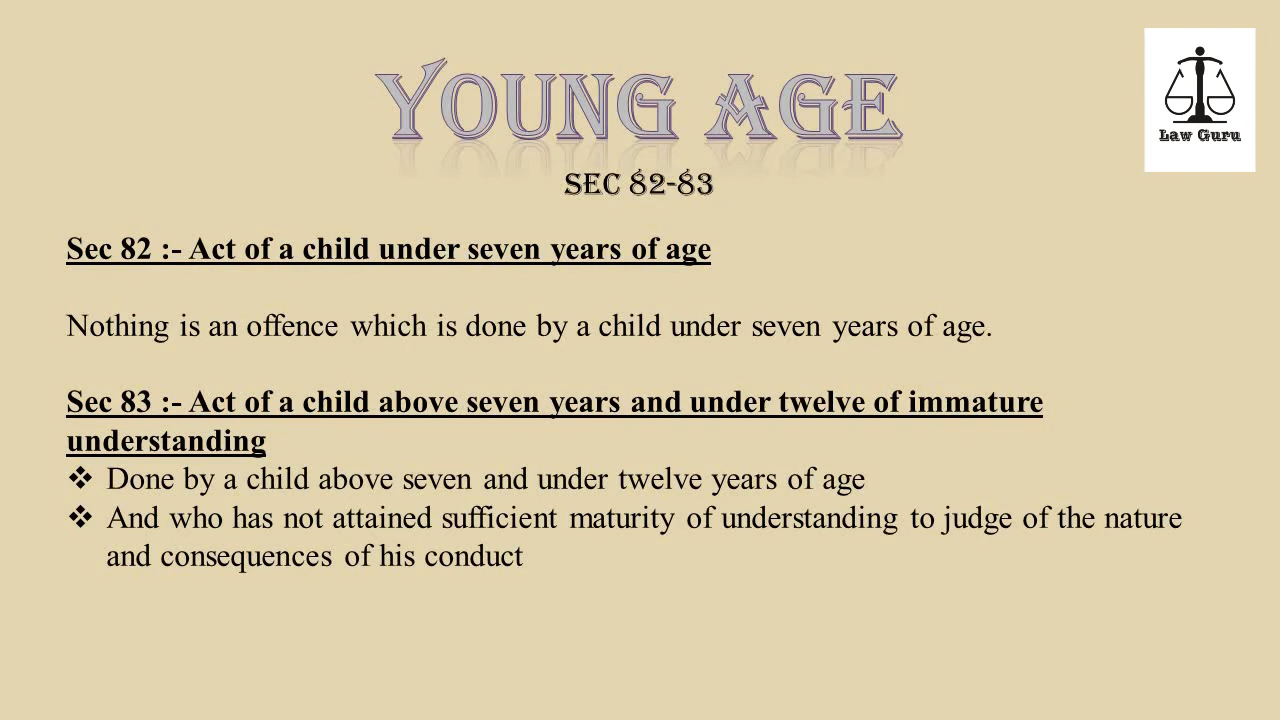 YOUNG AGE
Law Guru
SEC 82-83
Sec 82 :- Act of a child under seven years of age
Nothing is an offence which is done by a child under seven years of age.
Sec 83 :- Act of a child above seven years and under twelve of immature
understanding
❖ Done by a child above seven and under twelve years of age
❖ And who has not attained sufficient maturity of understanding to judge of the nature
and consequences of his conduct